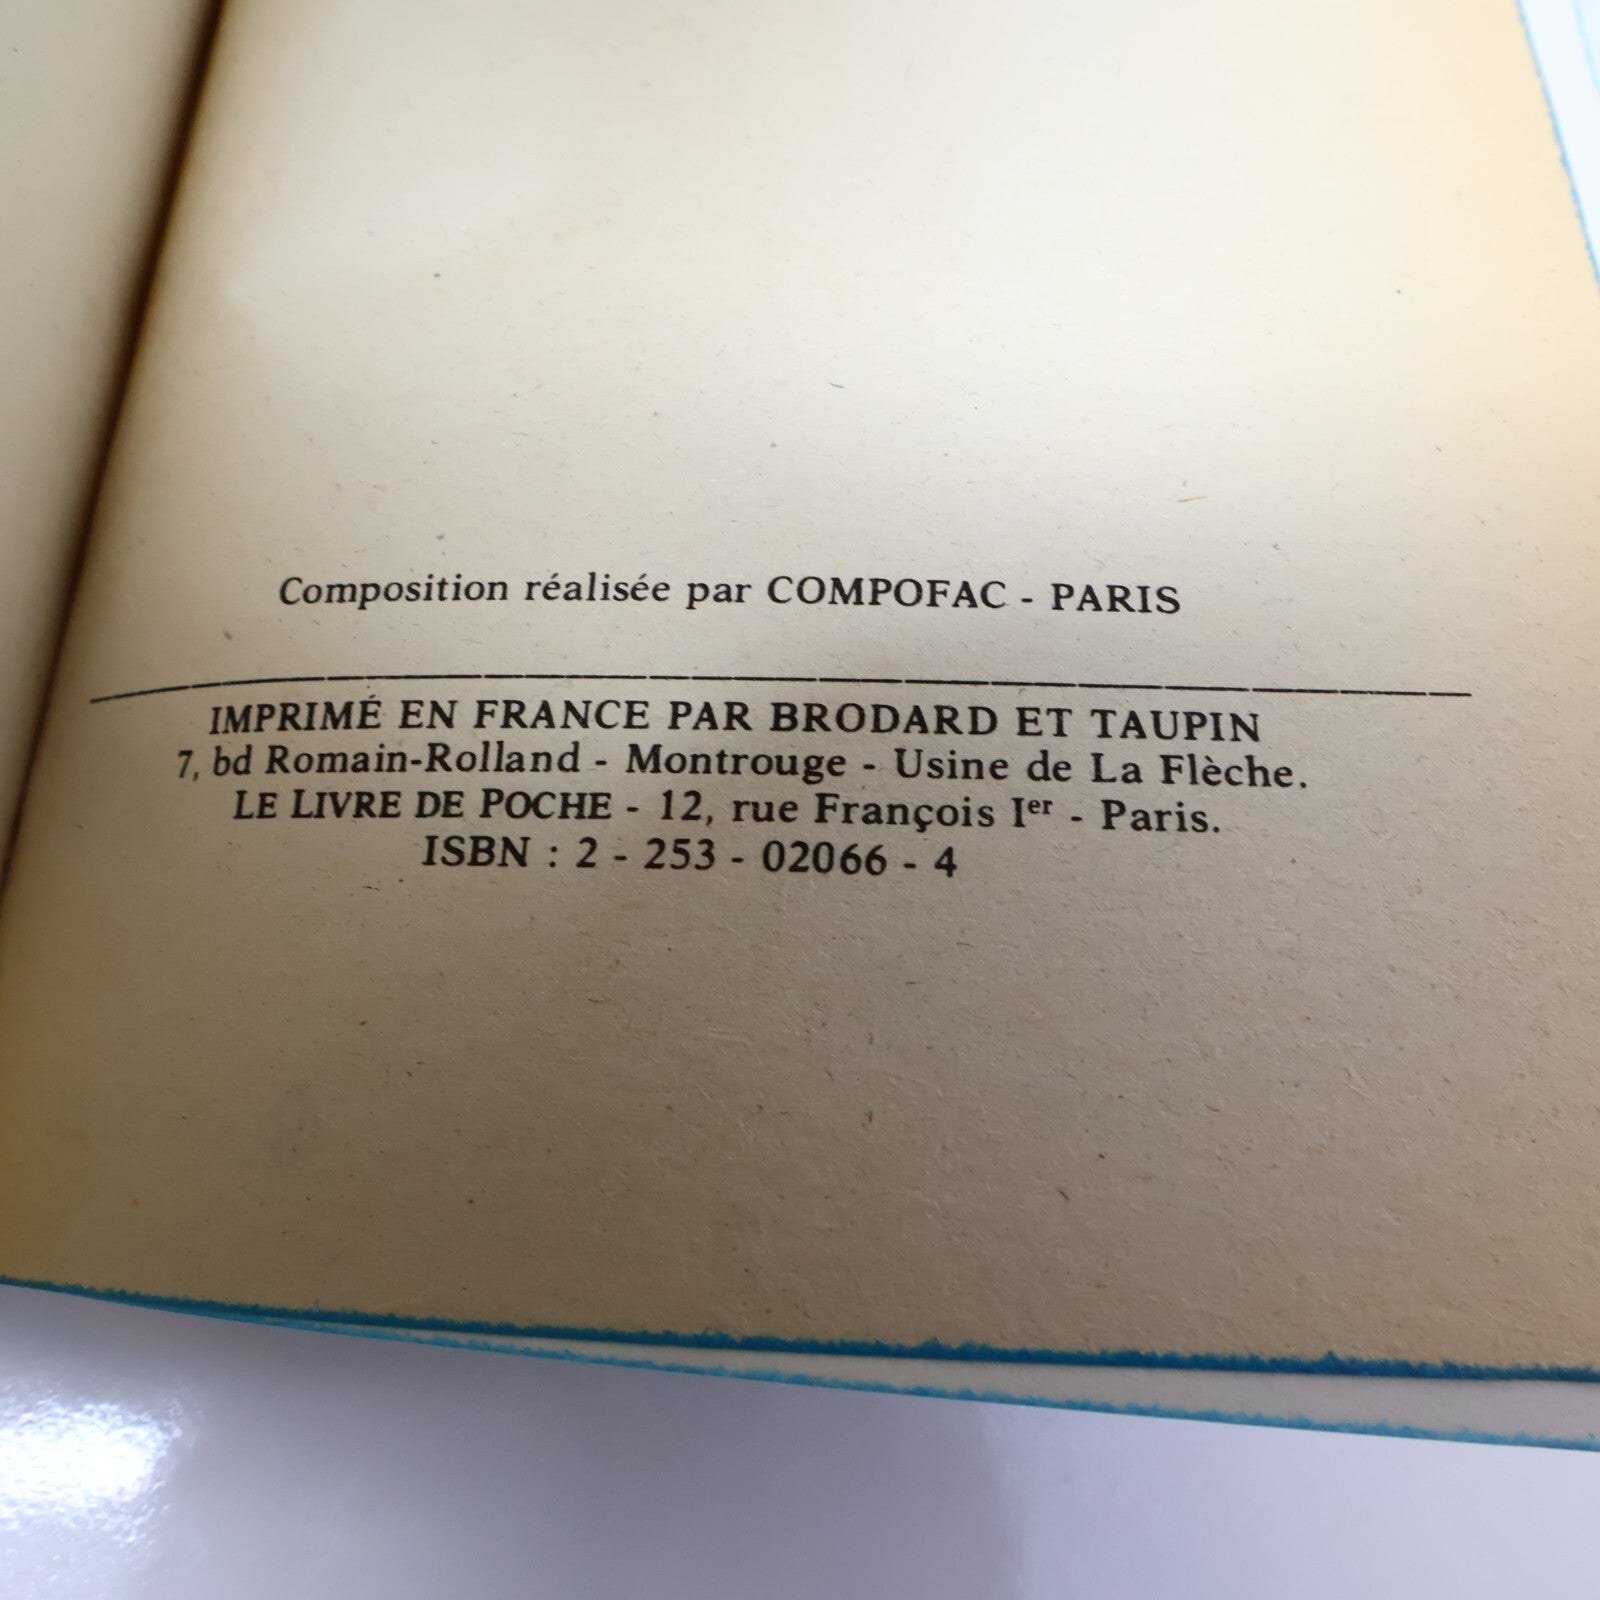 Composition réalisée par COMPOFAC - PARIS
IMPRIMÉ EN FRANCE PAR BRODARD ET TAUPIN
7, bd Romain-Rolland - Montrouge - Usine de La Flèche.
LE LIVRE DE POCHE - 12, rue François Ier - Paris.
ISBN : 2 - 253 - 02066 - 4